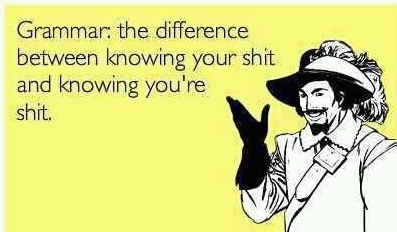 Grammar: the difference
between knowing your shit
and knowing you're
shit.